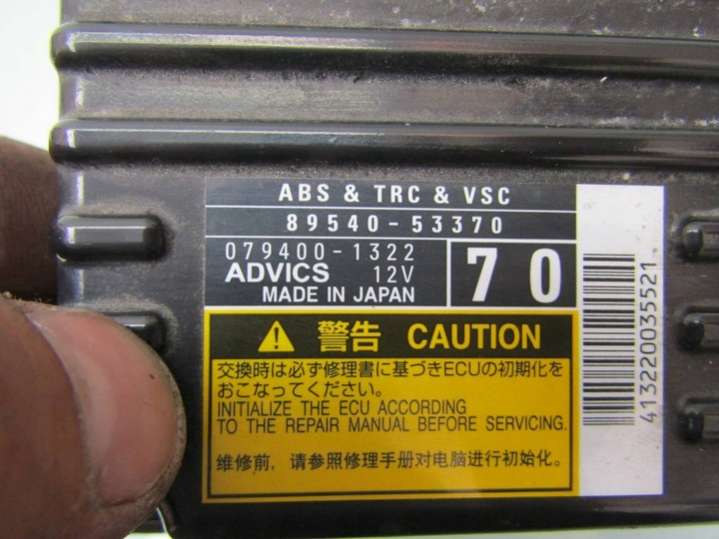 ABS & TRC & VSC
89540-53370
079400-1322
ADVICS 12V
MADE IN JAPAN
70
⚠ 警告 CAUTION
交換時は必ず修理書に基づきECUの初期化を
おこなってください。
INITIALIZE THE ECU ACCORDING
TO THE REPAIR MANUAL BEFORE SERVICING.
维修前，请参照修理手册对电脑进行初始化。
413220035521